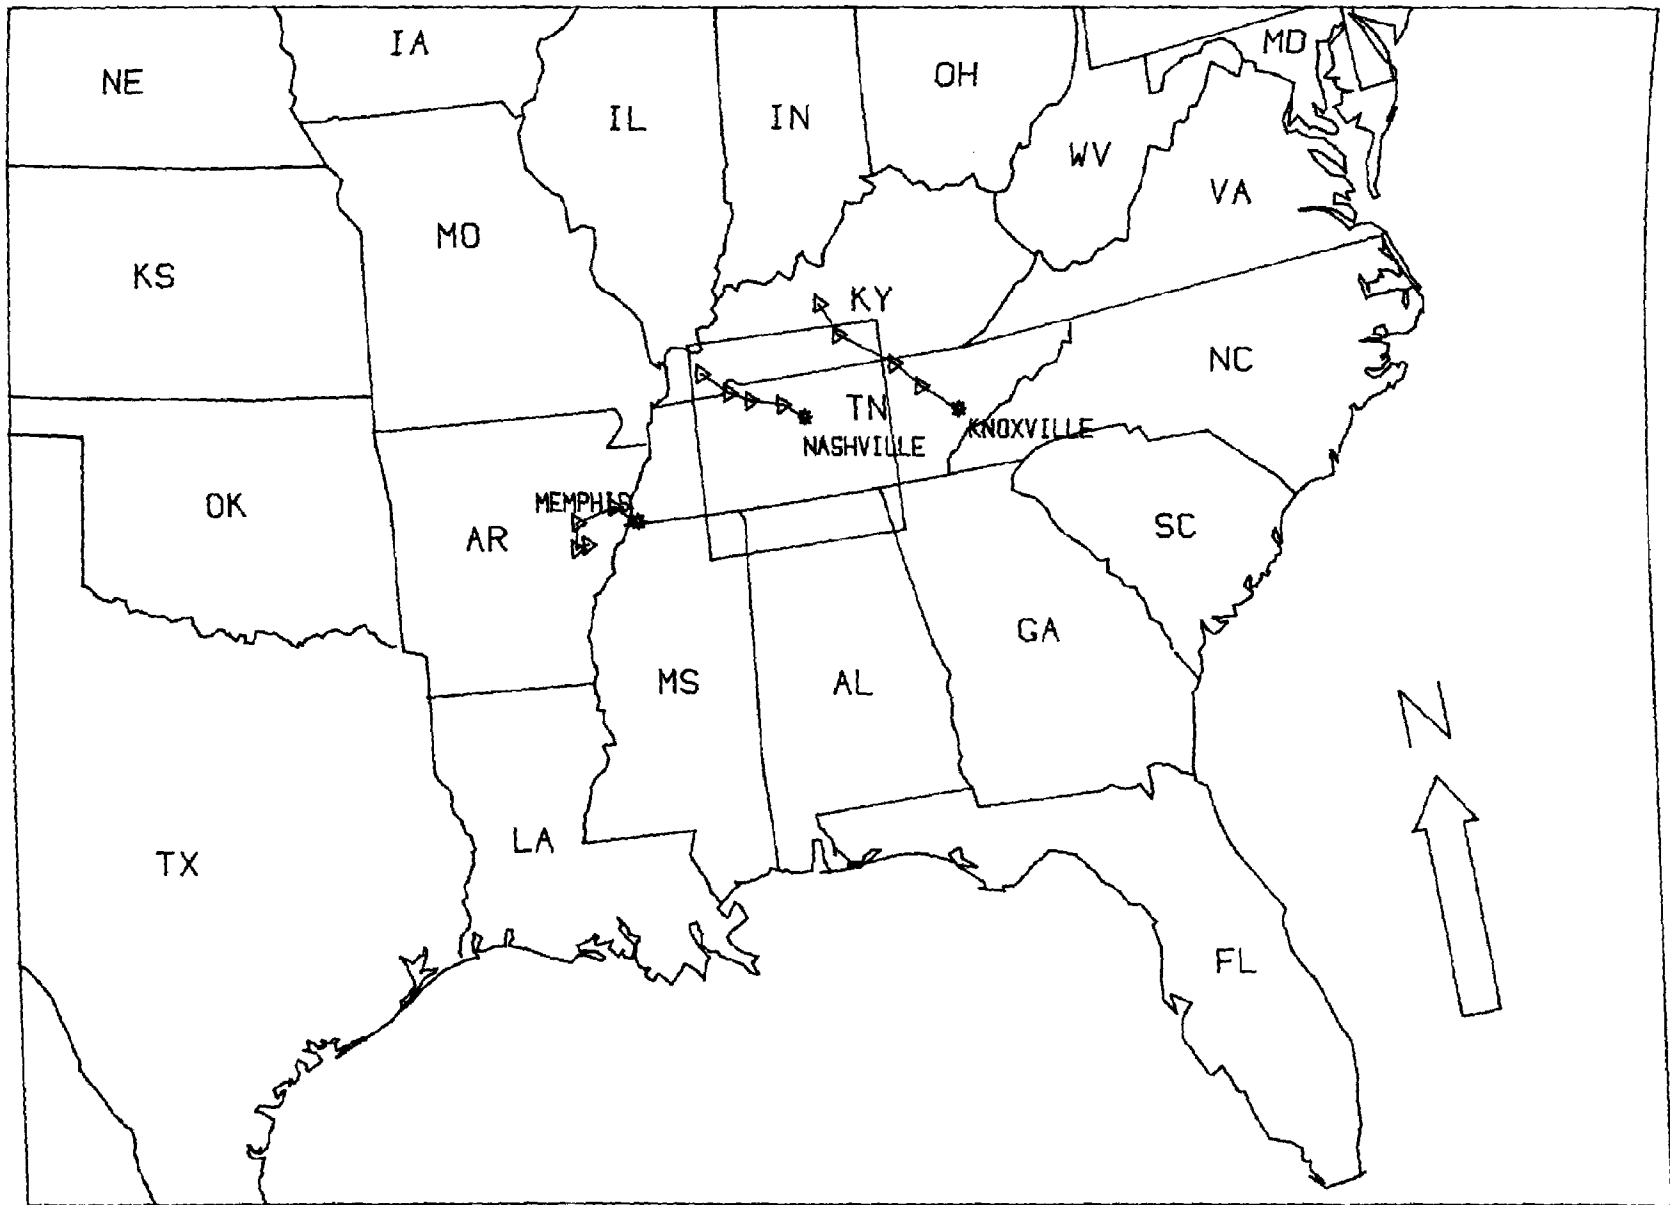 IA
MD
NE
OH
IL
IN
WV
VA
MO
KS
KY
NC
TN
KNOXVILLE
NASHVILLE
MEMPHIS
OK
AR
SC
GA
MS
AL
N
LA
TX
FL